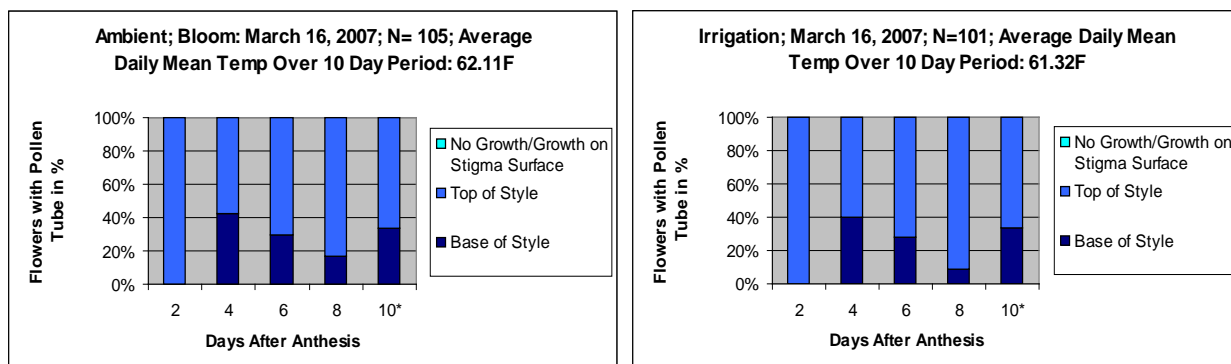 Ambient; Bloom: March 16, 2007; N= 105; Average
Daily Mean Temp Over 10 Day Period: 62.11F
Flowers with Pollen
Tube in %
100%
80%
60%
40%
20%
0%
2 4 6 8 10*
Days After Anthesis
No Growth/Growth on
Stigma Surface
Top of Style
Base of Style
Irrigation; March 16, 2007; N=101; Average Daily Mean
Temp Over 10 Day Period: 61.32F
Flowers with Pollen
Tube in %
100%
80%
60%
40%
20%
0%
2 4 6 8 10*
Days After Anthesis
No Growth/Growth on
Stigma Surface
Top of Style
Base of Style